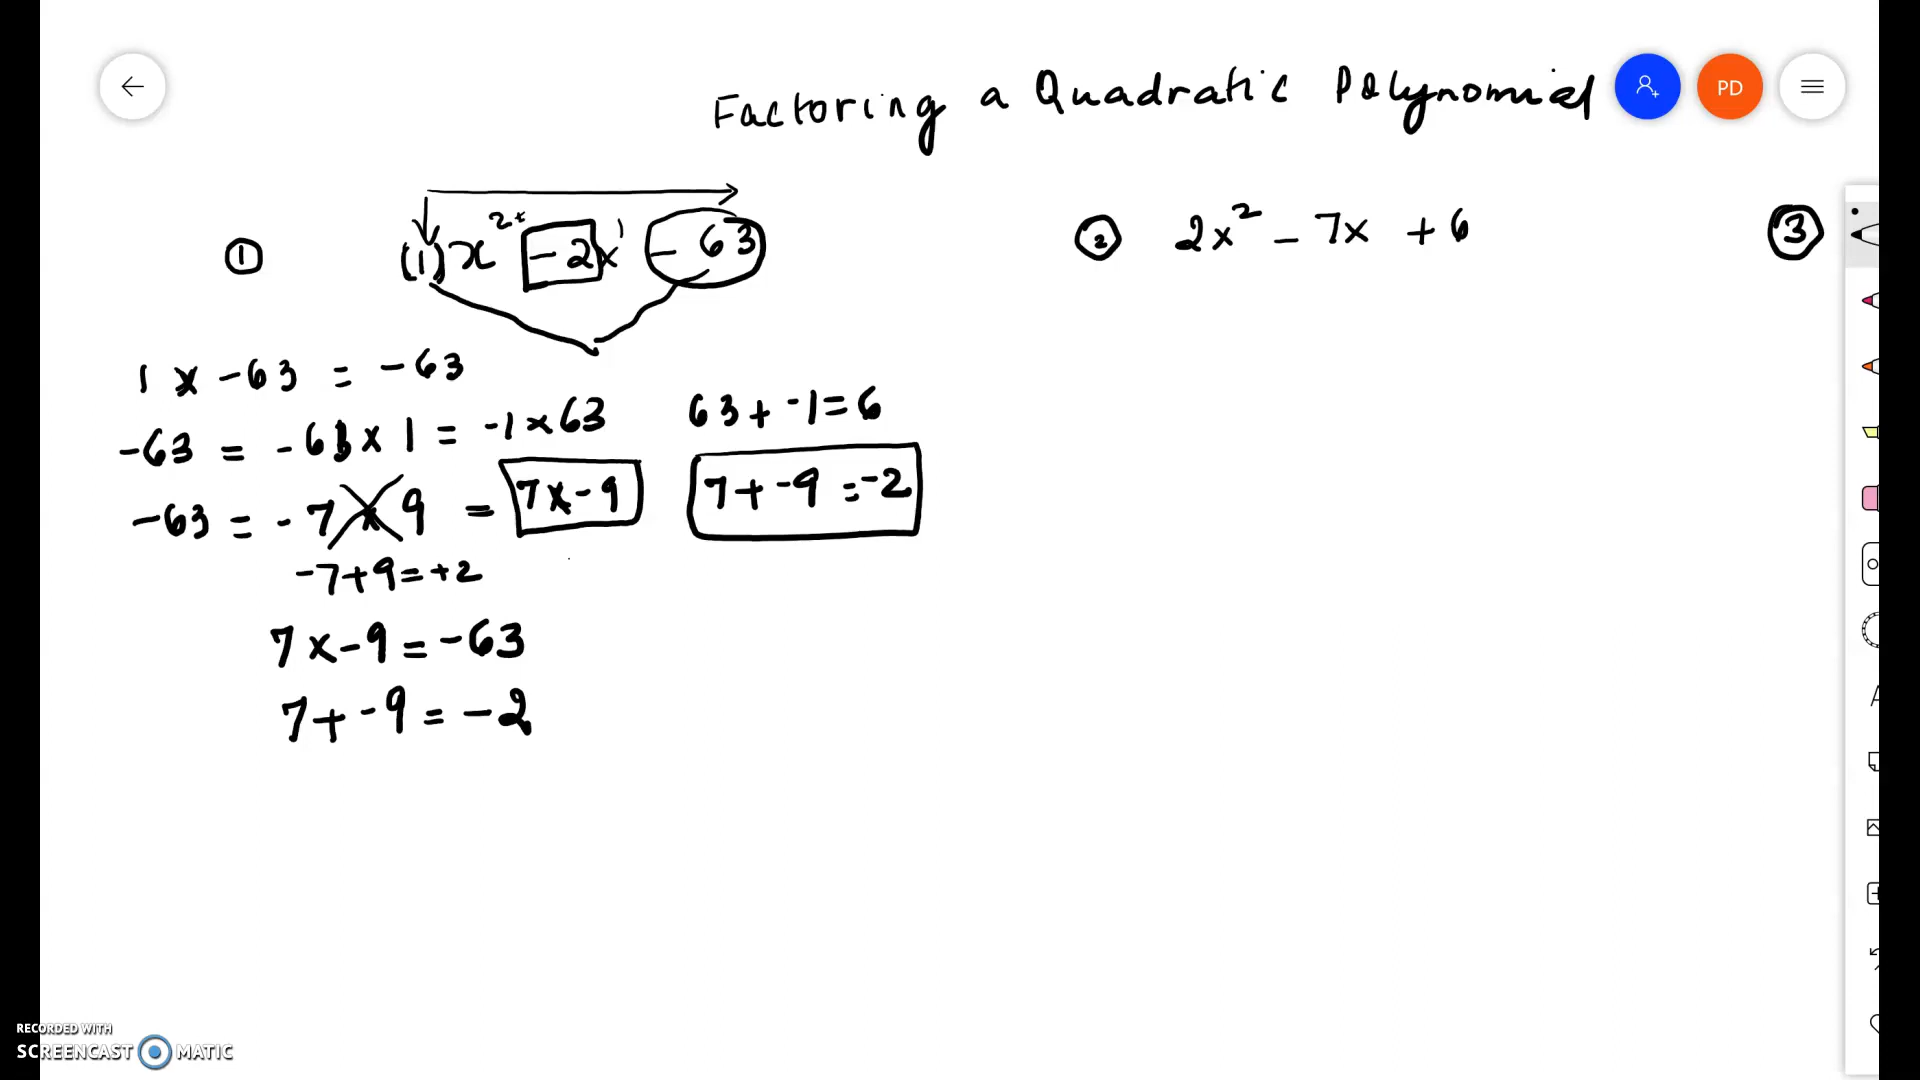 Factoring a Quadratic Polynomial
PD
① (1)x² -2x¹ - 63
② 2x² - 7x + 6
③
1 x -63 = -63
-63 = -63 x 1 = -1 x 63
63 + -1 = 6
-63 = -7 x 9 = 7x-9
7 + -9 = -2
-7+9=+2
7 x -9 = -63
7 + -9 = -2
RECORDED WITH
SCREENCAST MATIC